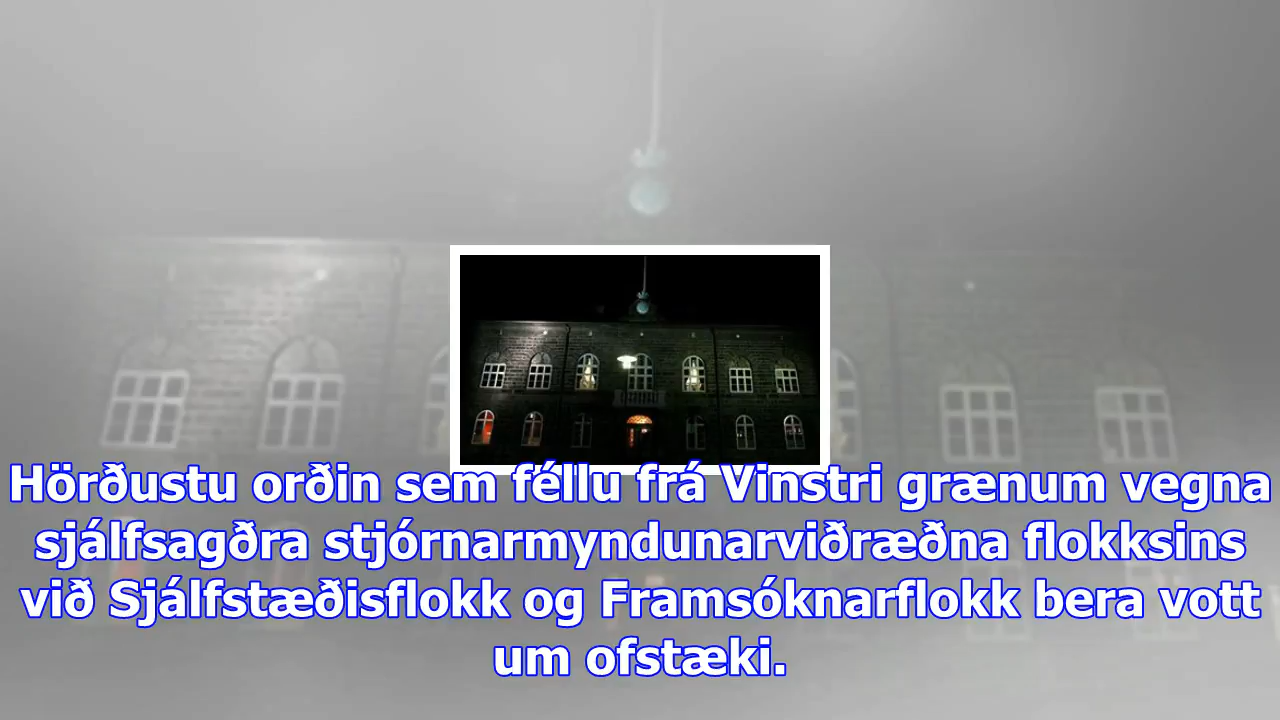 Hörðustu orðin sem féllu frá Vinstri grænum vegna
sjálfsagðra stjórnarmyndunarviðræðna flokksins
við Sjálfstæðisflokk og Framsóknarflokk bera vott
um ofstæki.